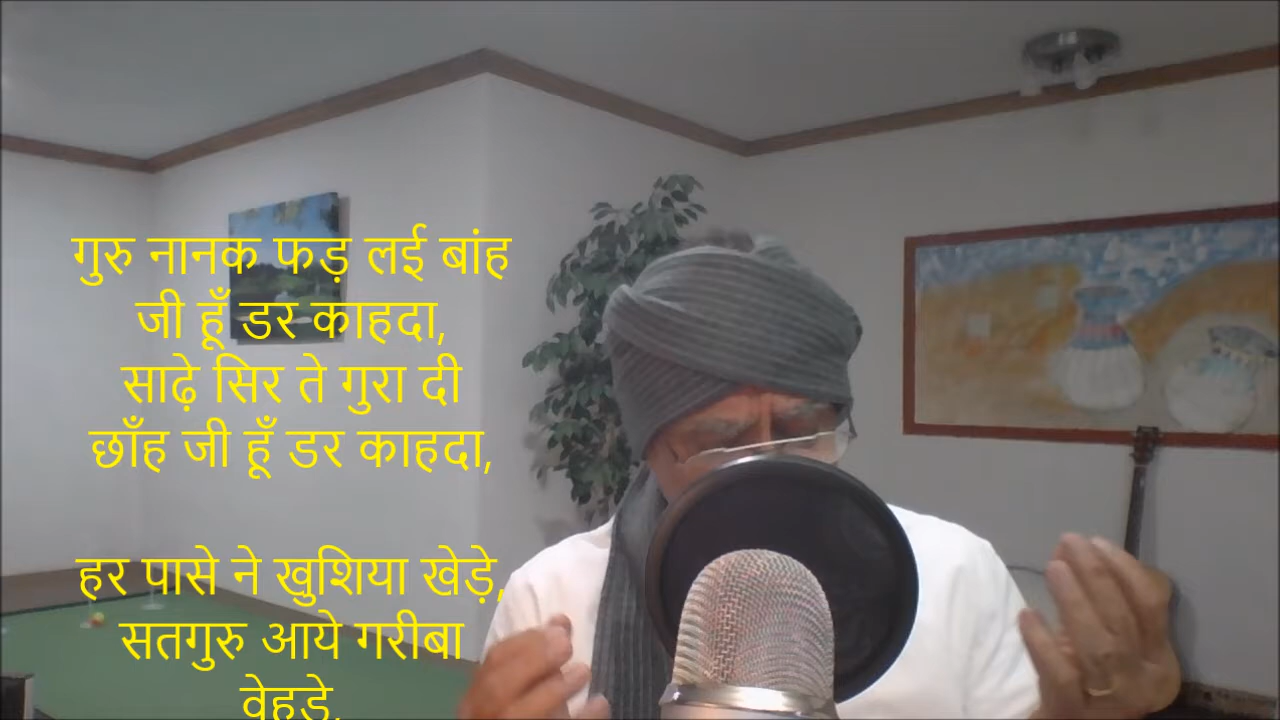 गुरु नानक फड़ लई बांह
जी हूँ डर काहदा,
साढ़े सिर ते गुरा दी
छाँह जी हूँ डर काहदा,
हर पासे ने खुशिया खेड़े,
सतगुरु आये गरीबा
वेहड़े,